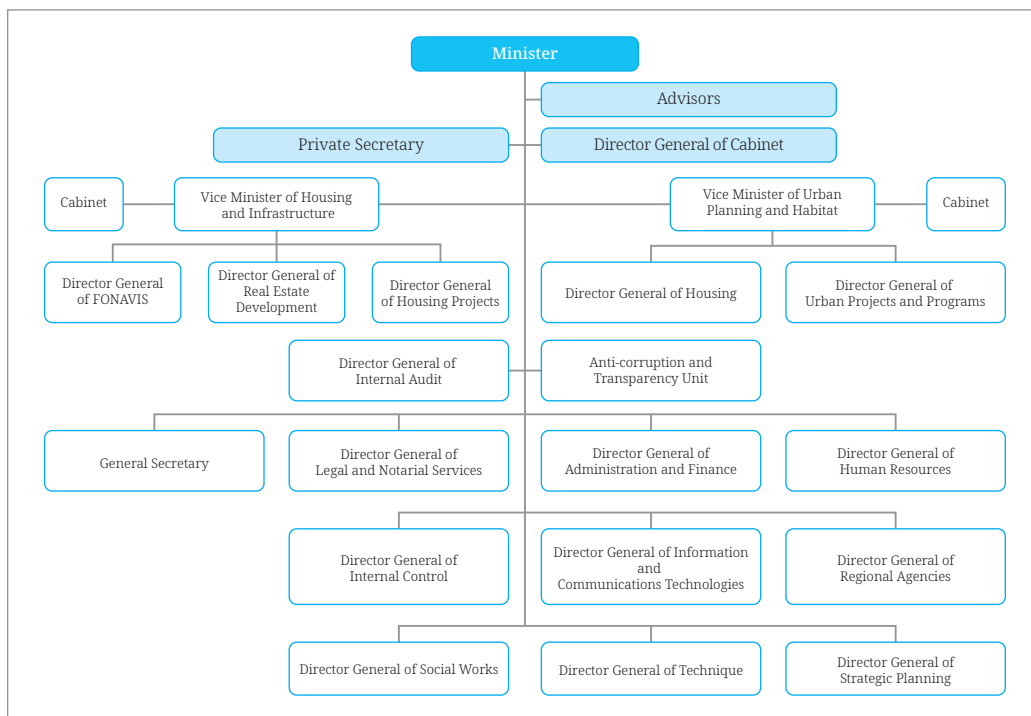 Minister
Advisors
Private Secretary
Director General of Cabinet
Cabinet
Vice Minister of Housing
and Infrastructure
Vice Minister of Urban
Planning and Habitat
Cabinet
Director General
of FONAVIS
Director General of
Real Estate
Development
Director General
of Housing Projects
Director General of Housing
Director General of
Urban Projects and Programs
Director General of
Internal Audit
Anti-corruption and
Transparency Unit
General Secretary
Director General of
Legal and Notarial Services
Director General of
Administration and Finance
Director General of
Human Resources
Director General of
Internal Control
Director General of Information
and
Communications Technologies
Director General of
Regional Agencies
Director General of Social Works
Director General of Technique
Director General of
Strategic Planning